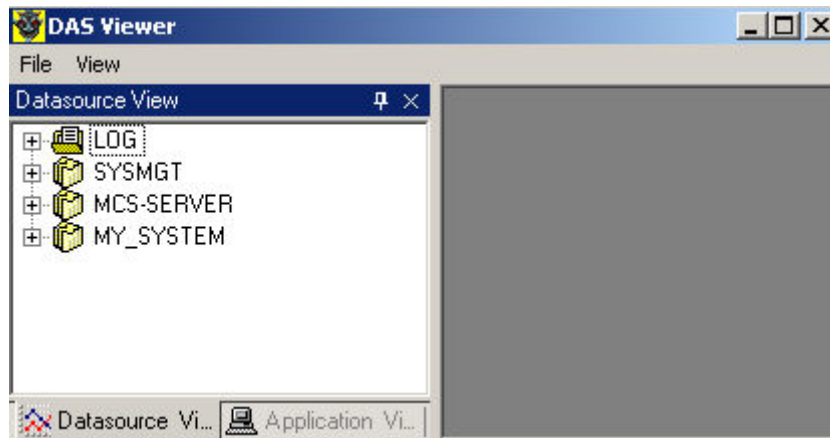 DAS Viewer
File View
Datasource View
LOG
SYSMGT
MCS-SERVER
MY_SYSTEM
Datasource Vi... Application Vi...